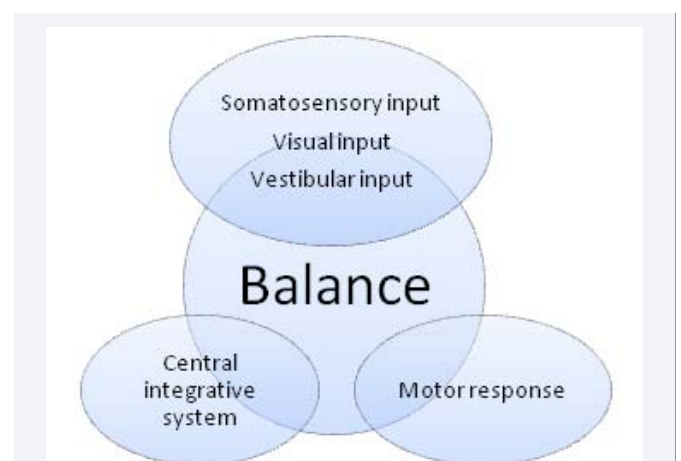 Somatosensory input
Visual input
Vestibular input
Balance
Central
integrative
system
Motor response